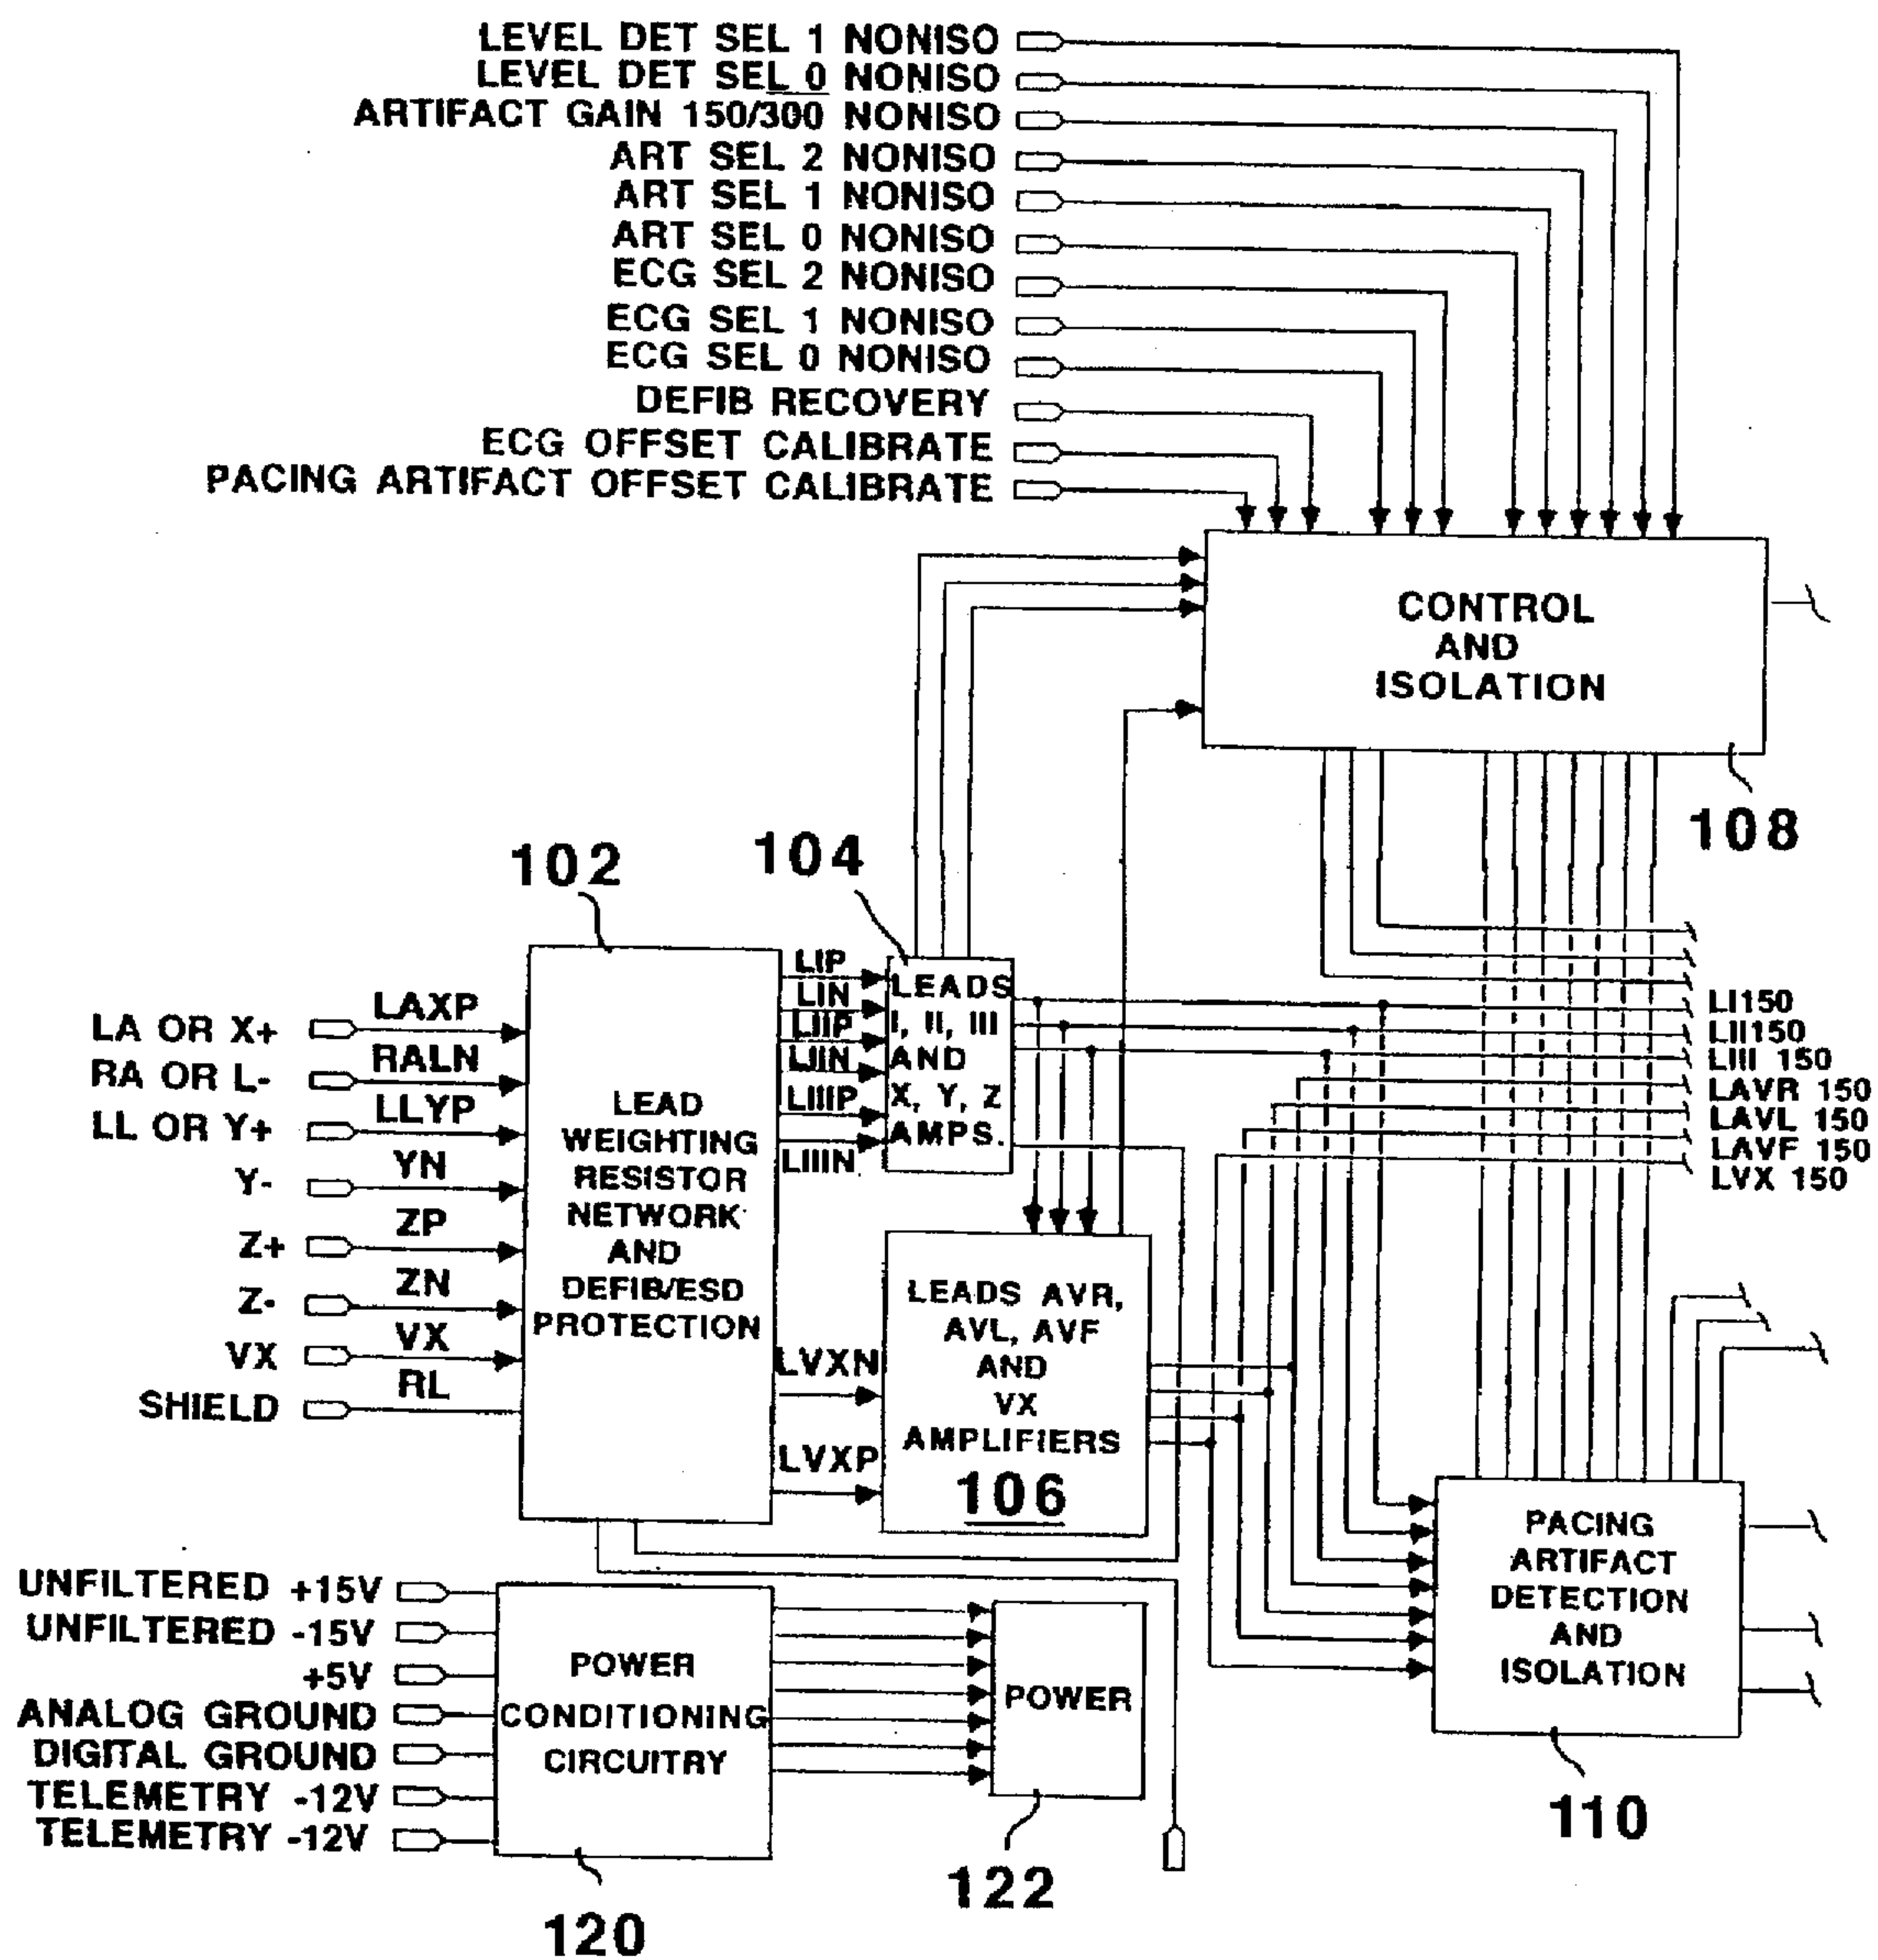 LEVEL DET SEL 1 NONISO
LEVEL DET SEL 0 NONISO
ARTIFACT GAIN 150/300 NONISO
ART SEL 2 NONISO
ART SEL 1 NONISO
ART SEL 0 NONISO
ECG SEL 2 NONISO
ECG SEL 1 NONISO
ECG SEL 0 NONISO
DEFIB RECOVERY
ECG OFFSET CALIBRATE
PACING ARTIFACT OFFSET CALIBRATE
CONTROL
AND
ISOLATION
108
102
104
LA OR X+
LAXP
RA OR L-
RALN
LL OR Y+
LLYP
Y-
YN
Z+
ZP
Z-
ZN
VX
VX
SHIELD
RL
LEAD
WEIGHTING
RESISTOR
NETWORK
AND
DEFIB/ESD
PROTECTION
LIP
LIN
LIIP
LIIN
LIIIP
LIIIN
LEADS
I, II, III
AND
X, Y, Z
AMPS.
LI150
LII150
LIII 150
LAVR 150
LAVL 150
LAVF 150
LVX 150
LVXN
LVXP
LEADS AVR,
AVL, AVF
AND
VX
AMPLIFIERS
106
PACING
ARTIFACT
DETECTION
AND
ISOLATION
110
UNFILTERED +15V
UNFILTERED -15V
+5V
ANALOG GROUND
DIGITAL GROUND
TELEMETRY -12V
TELEMETRY -12V
POWER
CONDITIONING
CIRCUITRY
120
POWER
122